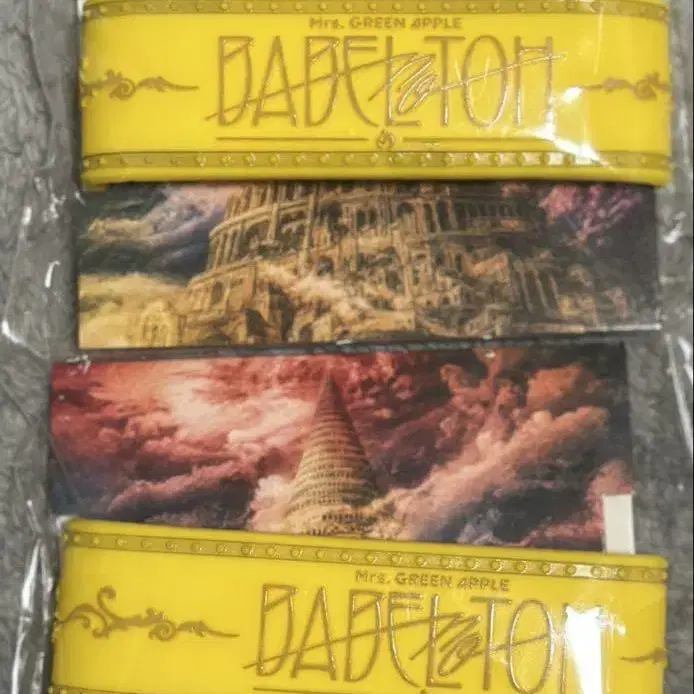 Mrs. GREEN APPLE
BABEL no TOH
Mrs. GREEN APPLE
BABEL no TOH